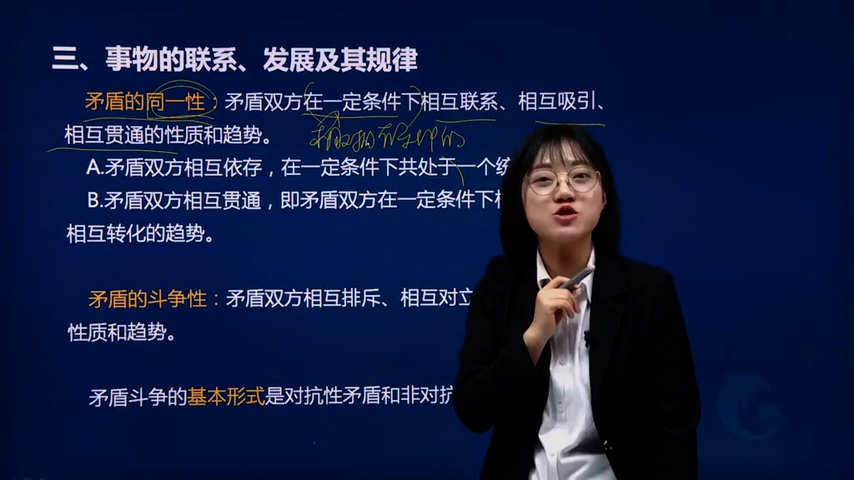 三、事物的联系、发展及其规律
矛盾的同一性：矛盾双方在一定条件下相互联系、相互吸引、
相互贯通的性质和趋势。
A.矛盾双方相互依存，在一定条件下共处于一个统
B.矛盾双方相互贯通，即矛盾双方在一定条件下相
相互转化的趋势。
矛盾的斗争性：矛盾双方相互排斥、相互对立
性质和趋势。
矛盾斗争的基本形式是对抗性矛盾和非对抗